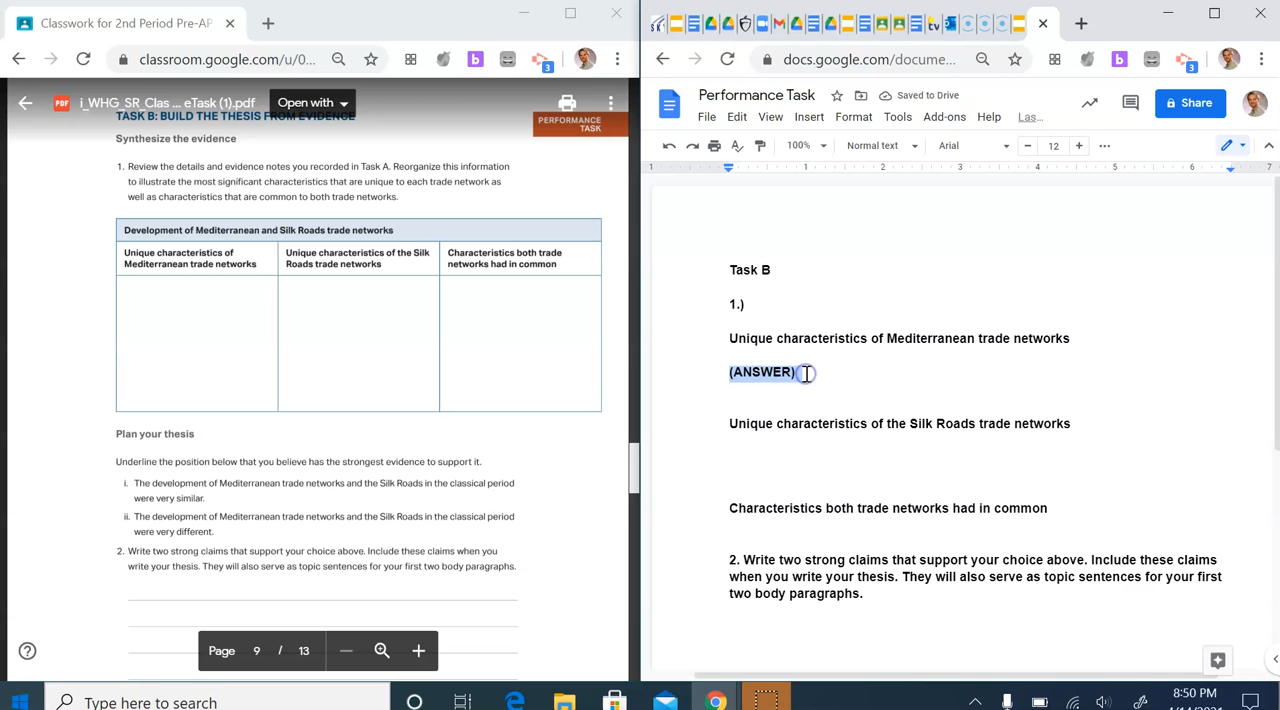 Classwork for 2nd Period Pre-AP
classroom.google.com/u/0...
3
PDF
i_WHG_SR_Clas ... eTask (1).pdf
Open with
TASK B: BUILD THE THESIS FROM EVIDENCE
PERFORMANCE
TASK
Synthesize the evidence
1. Review the details and evidence notes you recorded in Task A. Reorganize this information
to illustrate the most significant characteristics that are unique to each trade network as
well as characteristics that are common to both trade networks.
Development of Mediterranean and Silk Roads trade networks
Unique characteristics of
Mediterranean trade networks
Unique characteristics of the Silk
Roads trade networks
Characteristics both trade
networks had in common
Plan your thesis
Underline the position below that you believe has the strongest evidence to support it.
i. The development of Mediterranean trade networks and the Silk Roads in the classical period
were very similar.
ii. The development of Mediterranean trade networks and the Silk Roads in the classical period
were very different.
2. Write two strong claims that support your choice above. Include these claims when you
write your thesis. They will also serve as topic sentences for your first two body paragraphs.
Page 9 / 13
docs.google.com/docume...
3
Performance Task
Saved to Drive
File Edit View Insert Format Tools Add-ons Help Las...
Share
100% Normal text Arial 12
1 1 2 3 4 5 6 7
Task B
1.)
Unique characteristics of Mediterranean trade networks
(ANSWER)
Unique characteristics of the Silk Roads trade networks
Characteristics both trade networks had in common
2. Write two strong claims that support your choice above. Include these claims
when you write your thesis. They will also serve as topic sentences for your first
two body paragraphs.
Type here to search
8:50 PM